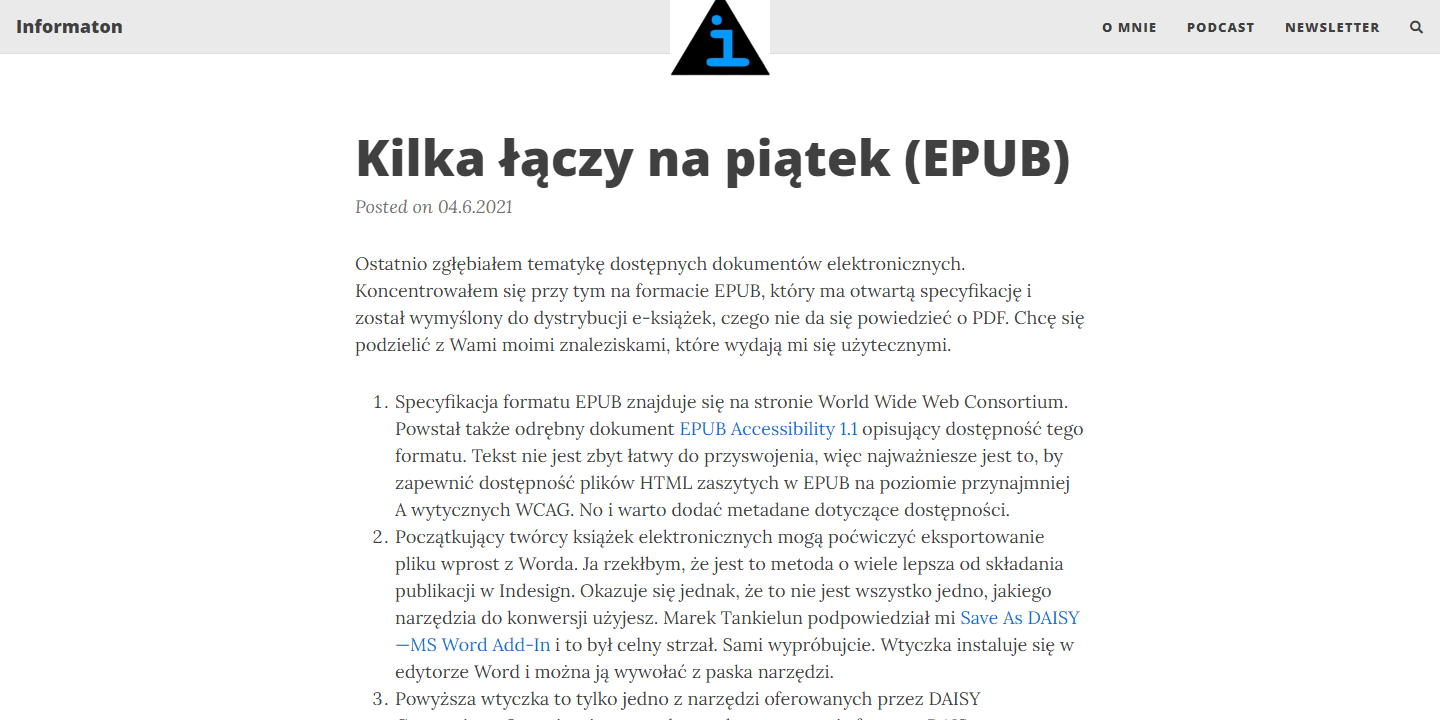 Informaton
i
O MNIE
PODCAST
NEWSLETTER
Kilka łączy na piątek (EPUB)
Posted on 04.6.2021
Ostatnio zgłębiałem tematykę dostępnych dokumentów elektronicznych.
Koncentrowałem się przy tym na formacie EPUB, który ma otwartą specyfikację i
został wymyślony do dystrybucji e-książek, czego nie da się powiedzieć o PDF. Chcę się
podzielić z Wami moimi znaleziskami, które wydają mi się użytecznymi.
1. Specyfikacja formatu EPUB znajduje się na stronie World Wide Web Consortium.
Powstał także odrębny dokument EPUB Accessibility 1.1 opisujący dostępność tego
formatu. Tekst nie jest zbyt łatwy do przyswojenia, więc najważniesze jest to, by
zapewnić dostępność plików HTML zaszytych w EPUB na poziomie przynajmniej
A wytycznych WCAG. No i warto dodać metadane dotyczące dostępności.
2. Początkujący twórcy książek elektronicznych mogą poćwiczyć eksportowanie
pliku wprost z Worda. Ja rzekłbym, że jest to metoda o wiele lepsza od składania
publikacji w Indesign. Okazuje się jednak, że to nie jest wszystko jedno, jakiego
narzędzia do konwersji użyjesz. Marek Tankielun podpowiedział mi Save As DAISY
—MS Word Add-In i to był celny strzał. Sami wypróbujcie. Wtyczka instaluje się w
edytorze Word i można ją wywołać z paska narzędzi.
3. Powyższa wtyczka to tylko jedno z narzędzi oferowanych przez DAISY